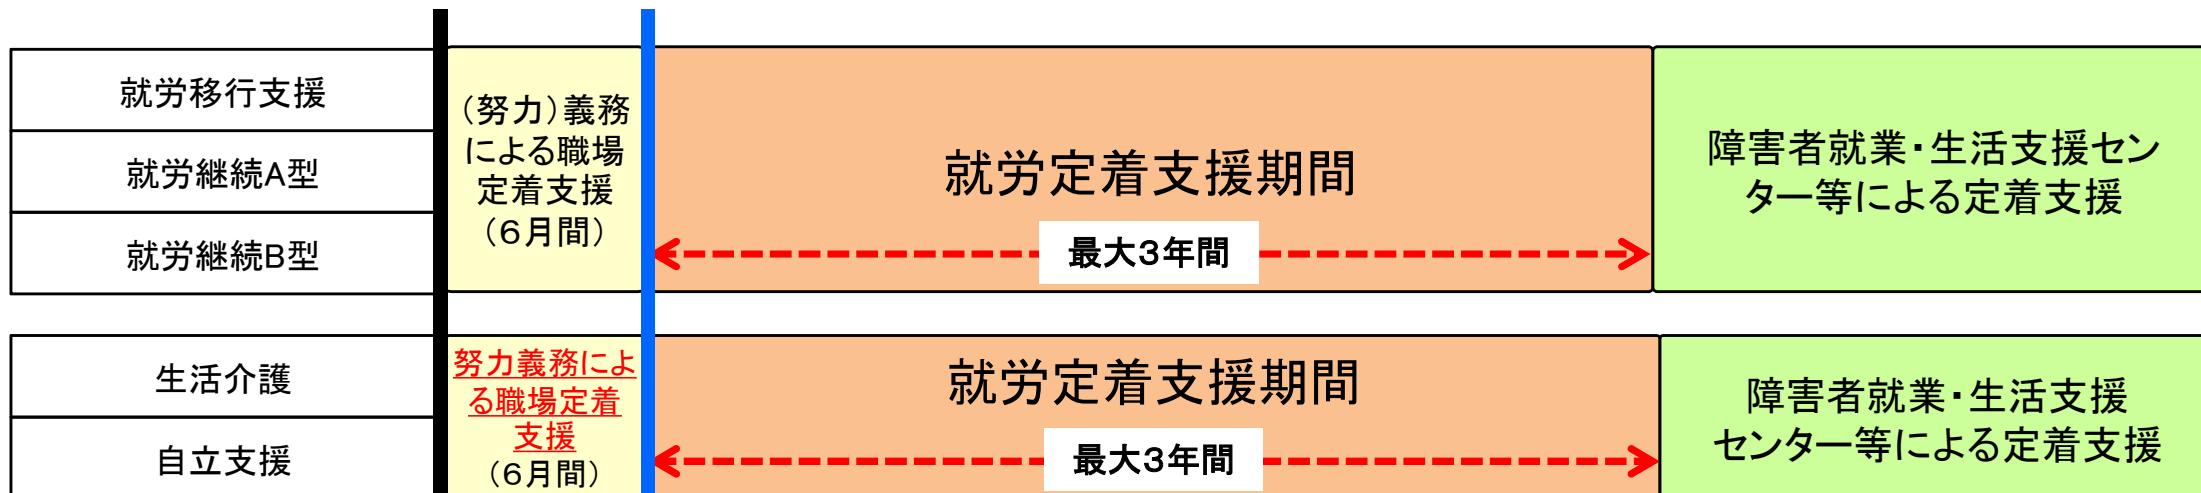 就労移行支援
就労継続A型
就労継続B型
（努力）義務
による職場
定着支援
（６月間）
就労定着支援期間
最大３年間
障害者就業・生活支援セン
ター等による定着支援
生活介護
自立支援
努力義務によ
る職場定着
支援
（６月間）
就労定着支援期間
最大３年間
障害者就業・生活支援
センター等による定着支援